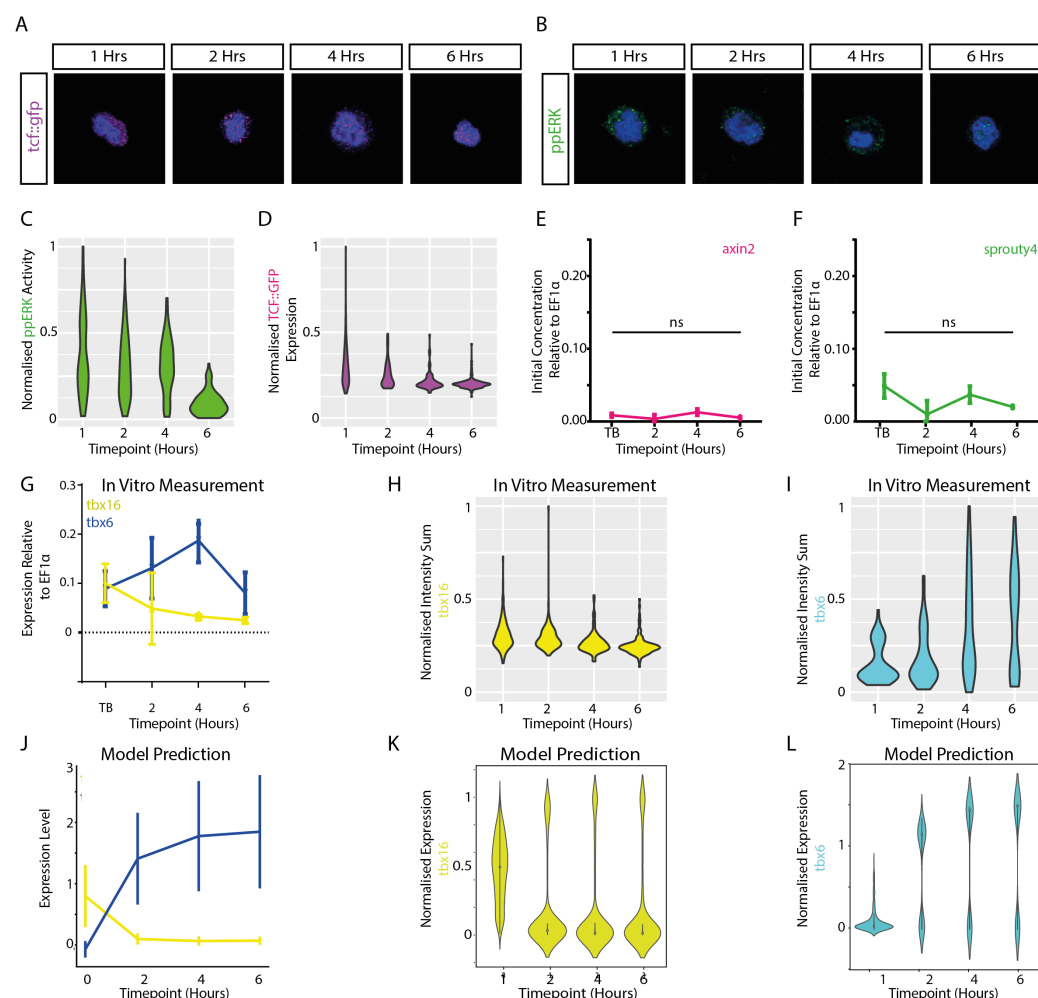 A
B
1 Hrs
2 Hrs
4 Hrs
6 Hrs
1 Hrs
2 Hrs
4 Hrs
6 Hrs
tcf::gfp
ppERK
C
D
E
F
Normalised ppERK Activity
1
0.5
0
1
2
4
6
Timepoint (Hours)
Normalised TCF::GFP
Expression
1
0.5
0
1
2
4
6
Timepoint (Hours)
Initial Concentration
Relative to EF1α
axin2
0.20
0.10
0.00
ns
TB
2
4
6
Timepoint (Hours)
Initial Concentration
Relative to EF1α
sprouty4
0.20
0.10
0.00
ns
TB
2
4
6
Timepoint (Hours)
G
In Vitro Measurement
tbx16
tbx6
Expression Relative
to EF1α
0.3
0.2
0.1
0
TB
2
4
6
Timepoint (Hours)
H
In Vitro Measurement
Normalised Intensity Sum
tbx16
1
0.5
0
1
2
4
6
Timepoint (Hours)
I
In Vitro Measurement
Normalised Inensity Sum
tbx6
1
0.5
0
1
2
4
6
Timepoint (Hours)
J
Model Prediction
Expression Level
3
2
1
0
0
2
4
6
Timepoint (Hours)
K
Model Prediction
Normalised Expression
tbx16
1
0.5
0
1
2
4
6
Timepoint (Hours)
L
Model Prediction
Normalised Expression
tbx6
2
1
0
1
2
4
6
Timepoint (Hours)